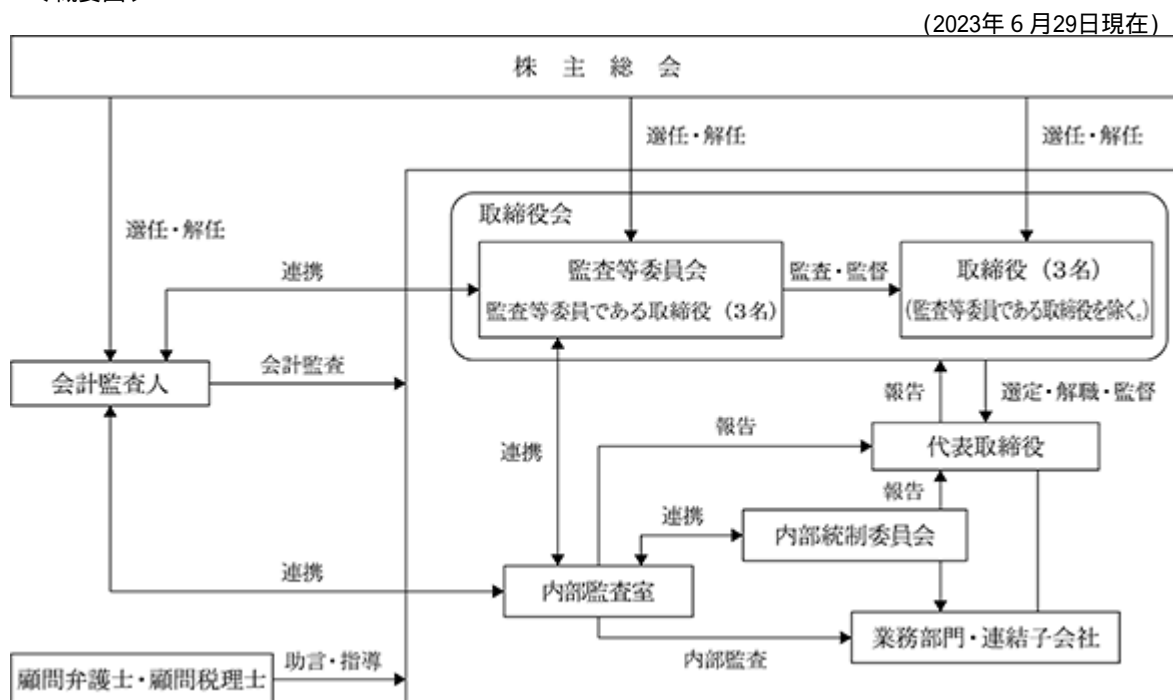 (2023年6月29日現在)
株主総会
選任・解任
選任・解任
選任・解任
取締役会
監査等委員会
監査等委員である取締役（3名）
監査・監督
取締役（3名）
(監査等委員である取締役を除く。)
連携
会計監査人
会計監査
報告
選定・解職・監督
連携
報告
代表取締役
報告
連携
内部統制委員会
連携
内部監査室
業務部門・連結子会社
内部監査
顧問弁護士・顧問税理士
助言・指導